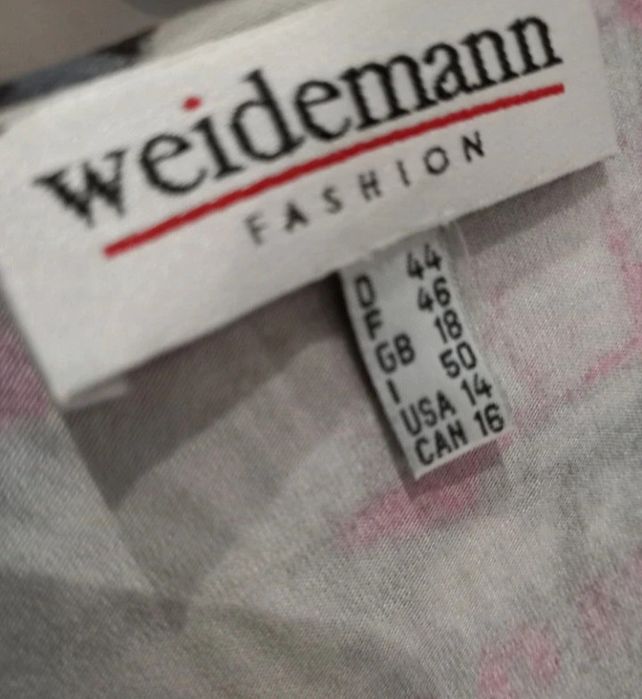 weidemann
FASHION
D 44
F 46
GB 18
I 50
USA 14
CAN 16